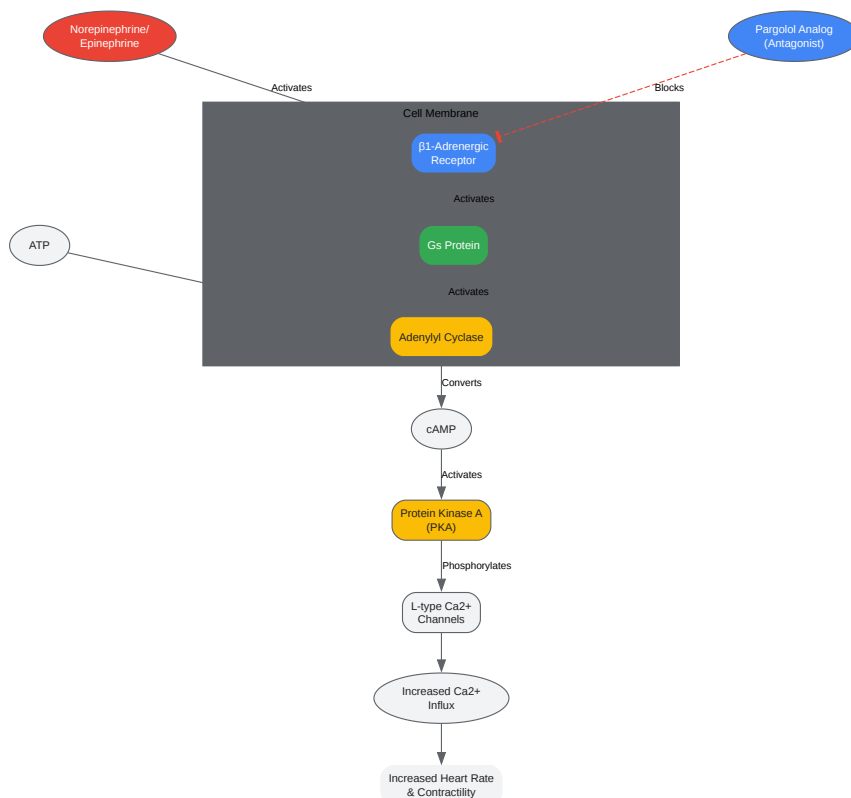 Norepinephrine/
Epinephrine
Pargolol Analog
(Antagonist)
Activates
Blocks
Cell Membrane
β1-Adrenergic
Receptor
Activates
ATP
Gs Protein
Activates
Adenylyl Cyclase
Converts
cAMP
Activates
Protein Kinase A
(PKA)
Phosphorylates
L-type Ca2+
Channels
Increased Ca2+
Influx
Increased Heart Rate
& Contractility